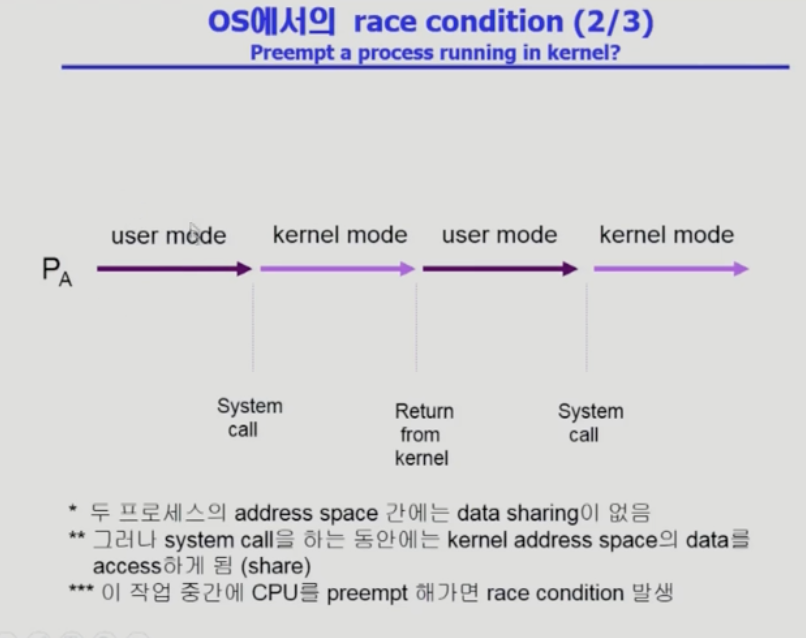 OS에서의 race condition (2/3)
Preempt a process running in kernel?
user mode kernel mode user mode kernel mode
PA
System call
Return from kernel
System call
* 두 프로세스의 address space 간에는 data sharing이 없음
** 그러나 system call을 하는 동안에는 kernel address space의 data를
access하게 됨 (share)
*** 이 작업 중간에 CPU를 preempt 해가면 race condition 발생